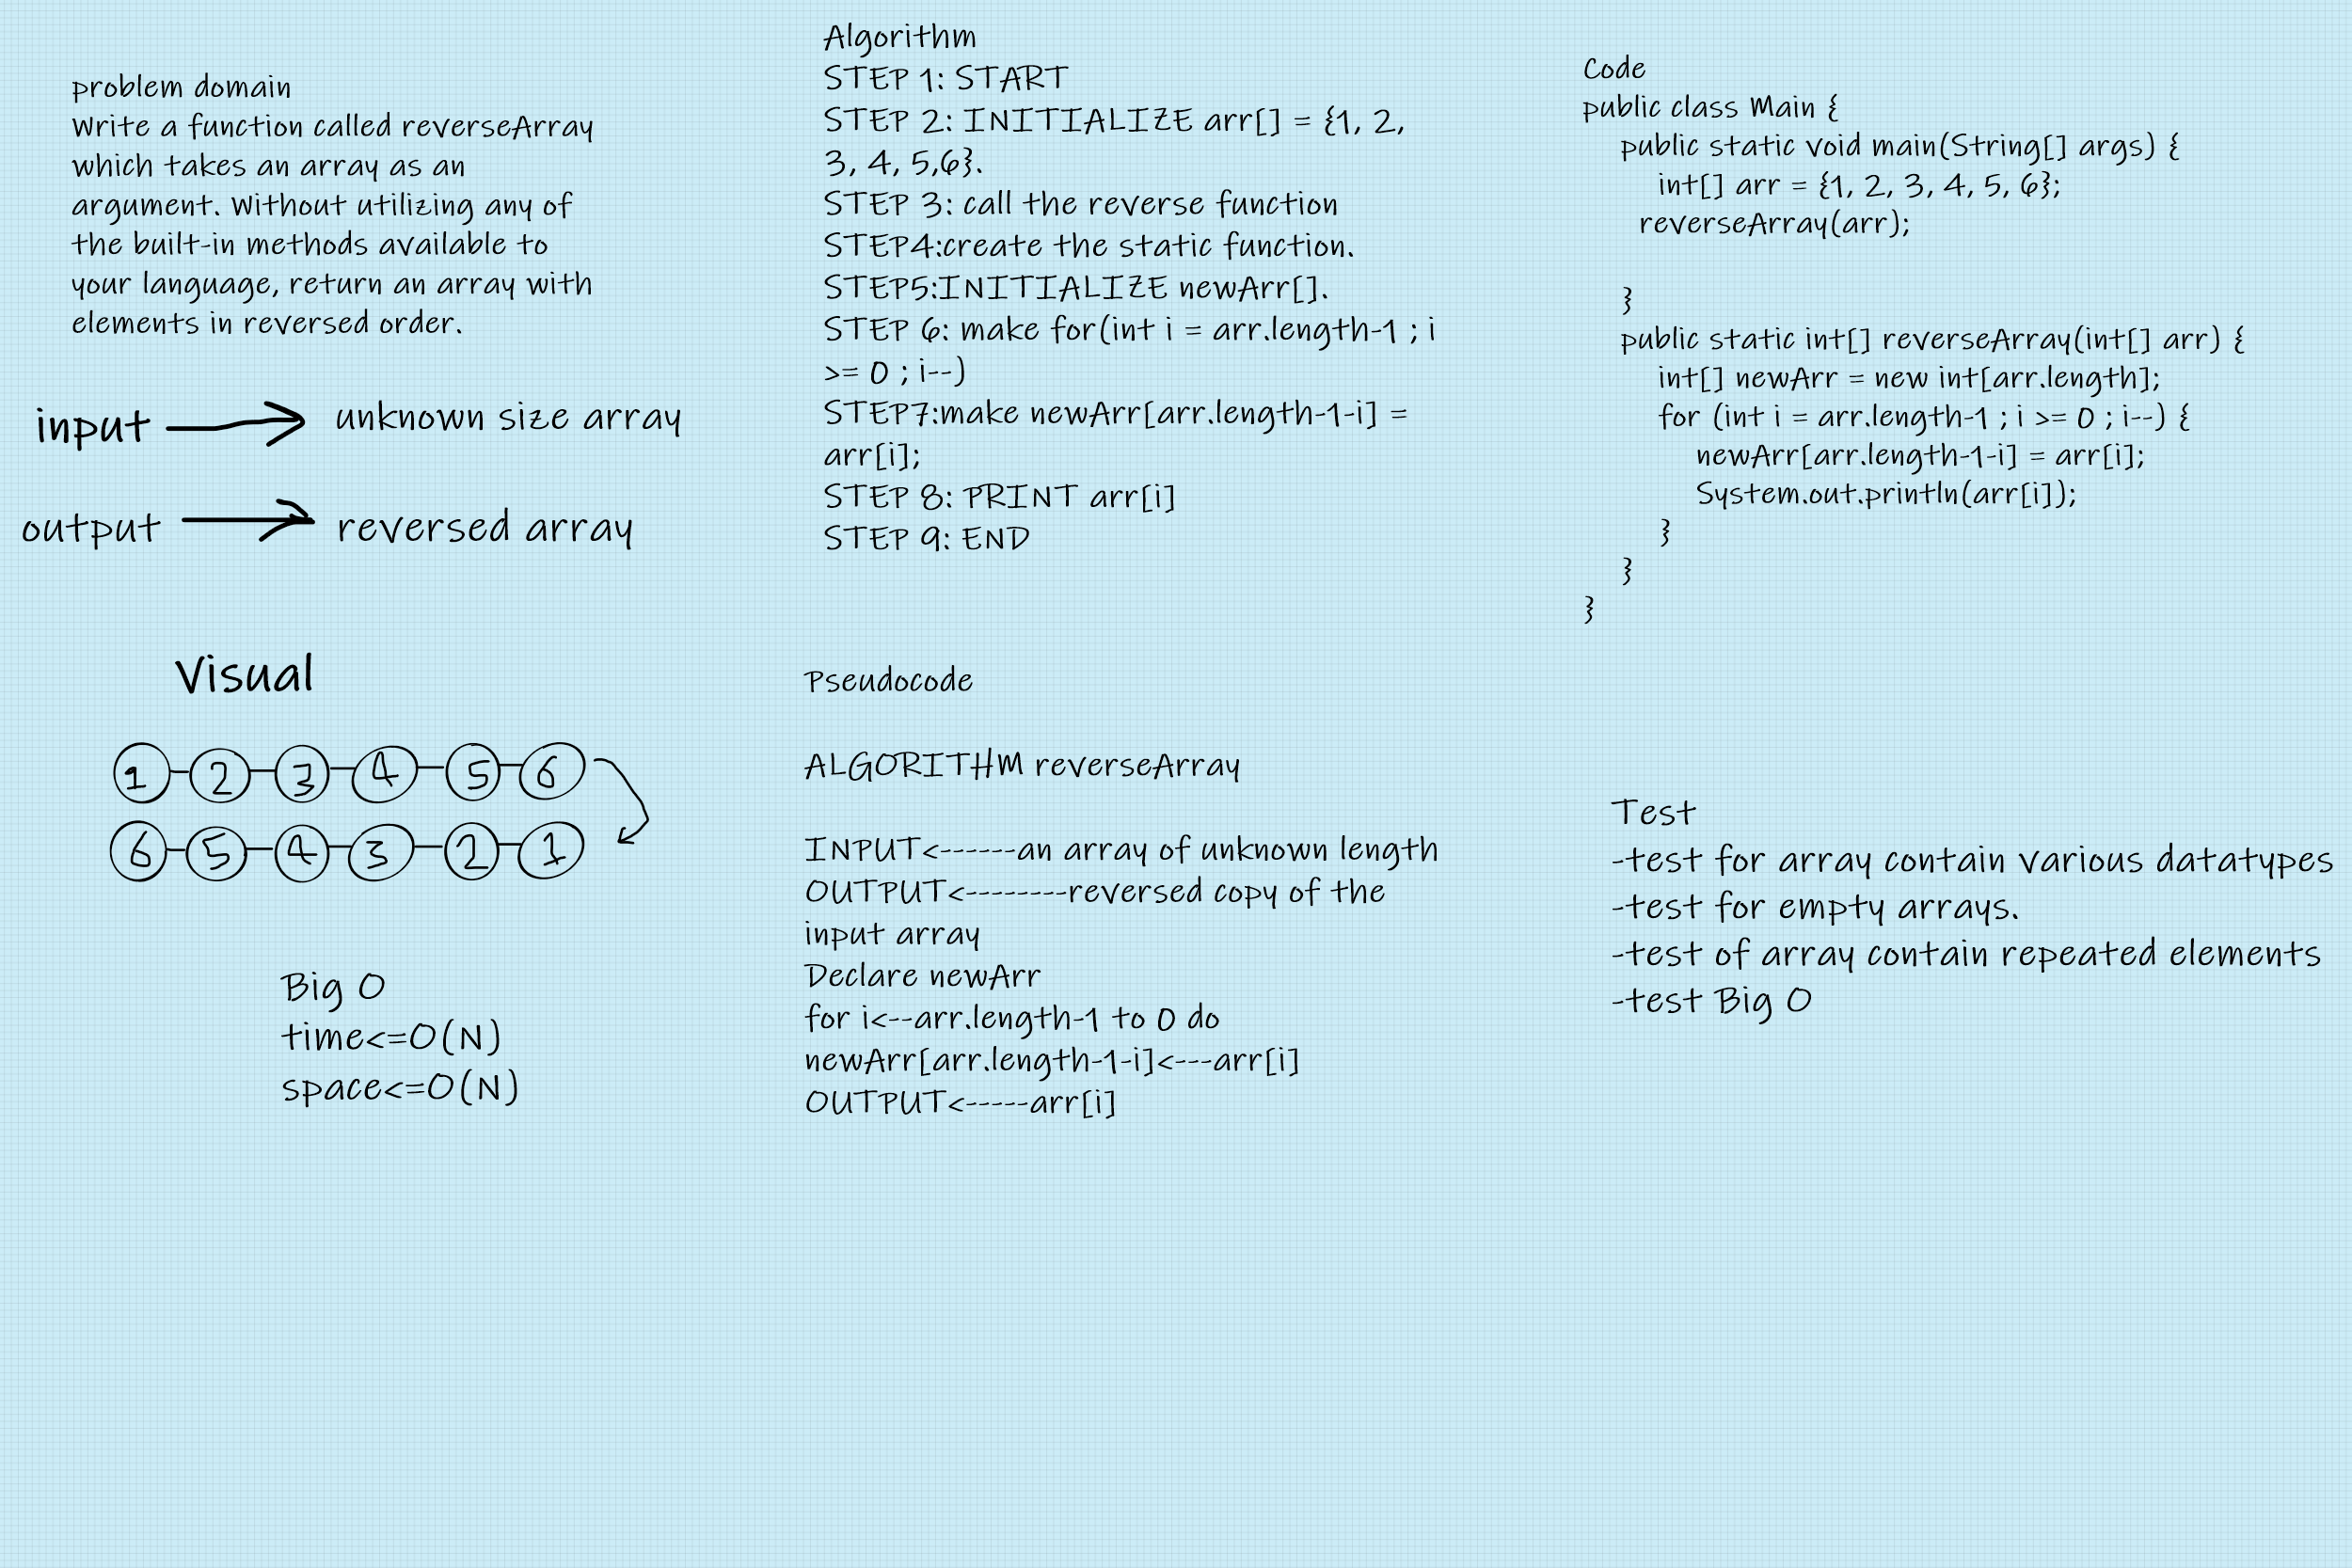 problem domain
Write a function called reverseArray
which takes an array as an
argument. Without utilizing any of
the built-in methods available to
your language, return an array with
elements in reversed order.
input
unknown size array
output
reversed array
Visual
1 2 3 4 5 6
6 5 4 3 2 1
Big O
time<=O(N)
space<=O(N)
Algorithm
STEP 1: START
STEP 2: INITIALIZE arr[] = {1, 2,
3, 4, 5,6}.
STEP 3: call the reverse function
STEP4:create the static function.
STEP5:INITIALIZE newArr[].
STEP 6: make for(int i = arr.length-1 ; i
>= 0 ; i--)
STEP7:make newArr[arr.length-1-i] =
arr[i];
STEP 8: PRINT arr[i]
STEP 9: END
Pseudocode
ALGORITHM reverseArray
INPUT<------an array of unknown length
OUTPUT<--------reversed copy of the
input array
Declare newArr
for i<--arr.length-1 to 0 do
newArr[arr.length-1-i]<---arr[i]
OUTPUT<-----arr[i]
Code
public class Main {
public static void main(String[] args) {
int[] arr = {1, 2, 3, 4, 5, 6};
reverseArray(arr);
}
public static int[] reverseArray(int[] arr) {
int[] newArr = new int[arr.length];
for (int i = arr.length-1 ; i >= 0 ; i--) {
newArr[arr.length-1-i] = arr[i];
System.out.println(arr[i]);
}
}
}
Test
-test for array contain various datatypes
-test for empty arrays.
-test of array contain repeated elements
-test Big O